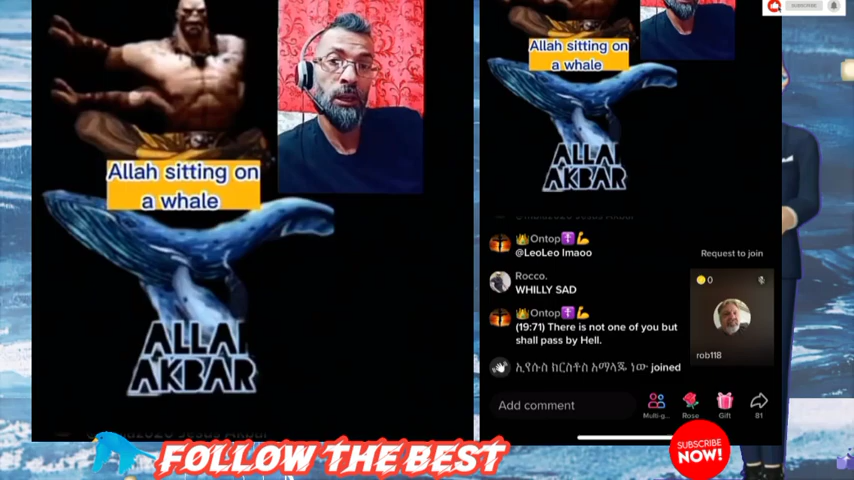 Allah sitting on
a whale
ALLAH
AKBAR
Allah sitting on
a whale
ALLAH
AKBAR
SUBSCRIBE
👑Ontop✝️💪
@LeoLeo lmaoo
Request to join
Rocco.
WHILLY SAD
0
👑Ontop✝️💪
(19:71) There is not one of you but
shall pass by Hell.
rob118
ኢየሱስ ክርስቶስ አማላጄ ነው joined
Add comment
Multi-g...
Rose
Gift
81
FOLLOW THE BEST
SUBSCRIBE
NOW!